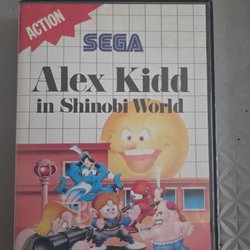 ACTION
SEGA
Alex Kidd
in Shinobi World